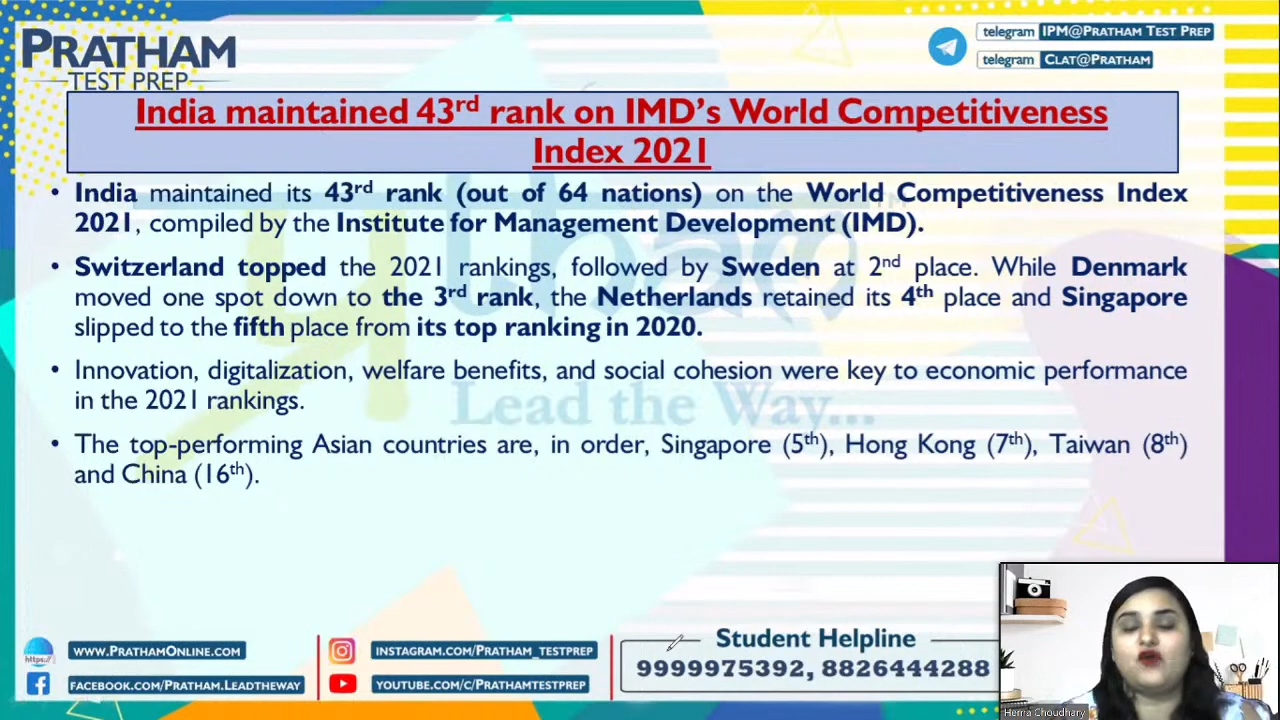 PRATHAM
TEST PREP
telegram IPM@PRATHAM TEST PREP
telegram CLAT@PRATHAM
India maintained 43rd rank on IMD's World Competitiveness
Index 2021
• India maintained its 43rd rank (out of 64 nations) on the World Competitiveness Index
2021, compiled by the Institute for Management Development (IMD).
• Switzerland topped the 2021 rankings, followed by Sweden at 2nd place. While Denmark
moved one spot down to the 3rd rank, the Netherlands retained its 4th place and Singapore
slipped to the fifth place from its top ranking in 2020.
• Innovation, digitalization, welfare benefits, and social cohesion were key to economic performance
in the 2021 rankings.
Lead the Way...
• The top-performing Asian countries are, in order, Singapore (5th), Hong Kong (7th), Taiwan (8th)
and China (16th).
https://
WWW.PRATHAMONLINE.COM
FACEBOOK.COM/PRATHAM.LEADTHEWAY
INSTAGRAM.COM/PRATHAM_TESTPREP
YOUTUBE.COM/C/PRATHAMTESTPREP
Student Helpline
9999975392, 8826444288
Herria Choudhary